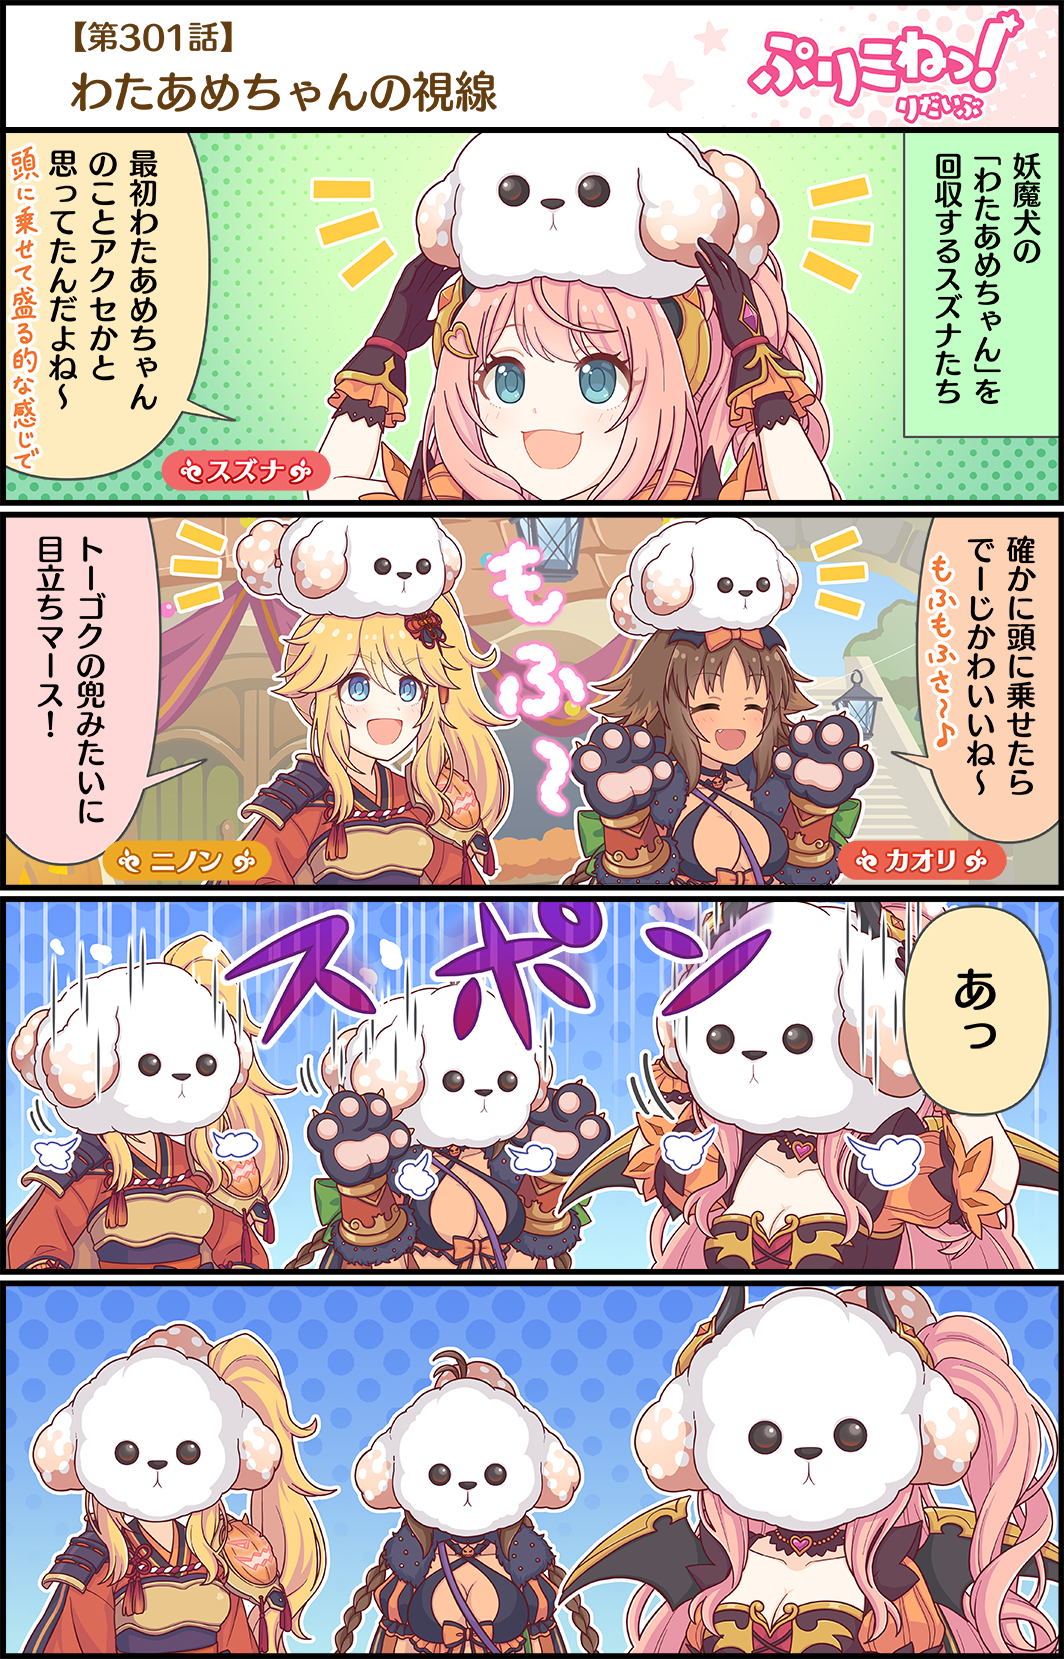 【第301話】
わたあめちゃんの視線
ぷりこねっ!
りだいぶ
妖魔犬の
「わたあめちゃん」を
回収するスズナたち
最初わたあめちゃん
のことアクセかと
思ってたんだよね〜
頭に乗せて盛る的な感じで
スズナ
確かに頭に乗せたら
でーじかわいいね〜
もふもふさ〜♪
もふ〜
トーゴクの兜みたいに
目立ちマース！
ニノン
カオリ
あっ
スポン